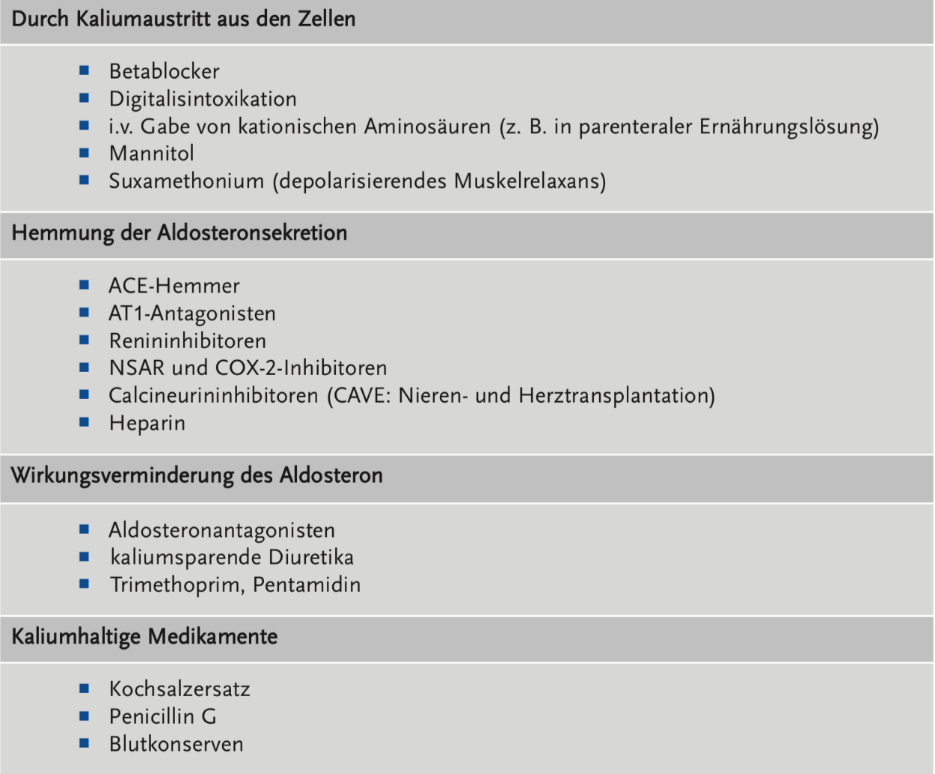 Durch Kaliumaustritt aus den Zellen
■ Betablocker
■ Digitalisintoxikation
■ i.v. Gabe von kationischen Aminosäuren (z. B. in parenteraler Ernährungslösung)
■ Mannitol
■ Suxamethonium (depolarisierendes Muskelrelaxans)
Hemmung der Aldosteronsekretion
■ ACE-Hemmer
■ AT1-Antagonisten
■ Renininhibitoren
■ NSAR und COX-2-Inhibitoren
■ Calcineurininhibitoren (CAVE: Nieren- und Herztransplantation)
■ Heparin
Wirkungsverminderung des Aldosteron
■ Aldosteronantagonisten
■ kaliumsparende Diuretika
■ Trimethoprim, Pentamidin
Kaliumhaltige Medikamente
■ Kochsalzersatz
■ Penicillin G
■ Blutkonserven